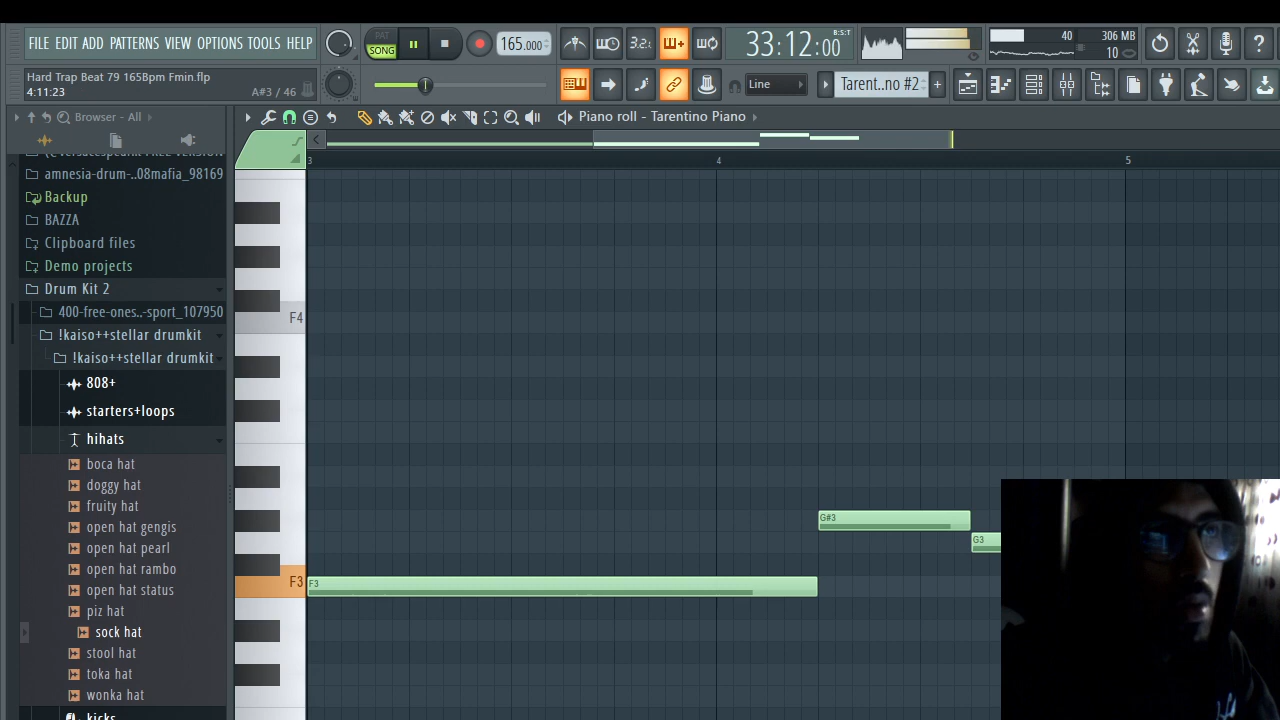 FILE EDIT ADD PATTERNS VIEW OPTIONS TOOLS HELP
PAT
SONG
165.000
3.2.
33:12:00
B:S:T
40
306 MB
10
?
Hard Trap Beat 79 165Bpm Fmin.flp
4:11:23
A#3 / 46
Line
Tarent..no #2
+
Browser - All
Piano roll - Tarentino Piano
3
4
5
amnesia-drum-..08mafia_98169
Backup
BAZZA
Clipboard files
Demo projects
Drum Kit 2
400-free-ones..-sport_107950
!kaiso++stellar drumkit
!kaiso++stellar drumkit
808+
starters+loops
hihats
boca hat
doggy hat
fruity hat
open hat gengis
open hat pearl
open hat rambo
open hat status
piz hat
sock hat
stool hat
toka hat
wonka hat
kicks
F4
F3
F3
G#3
G3